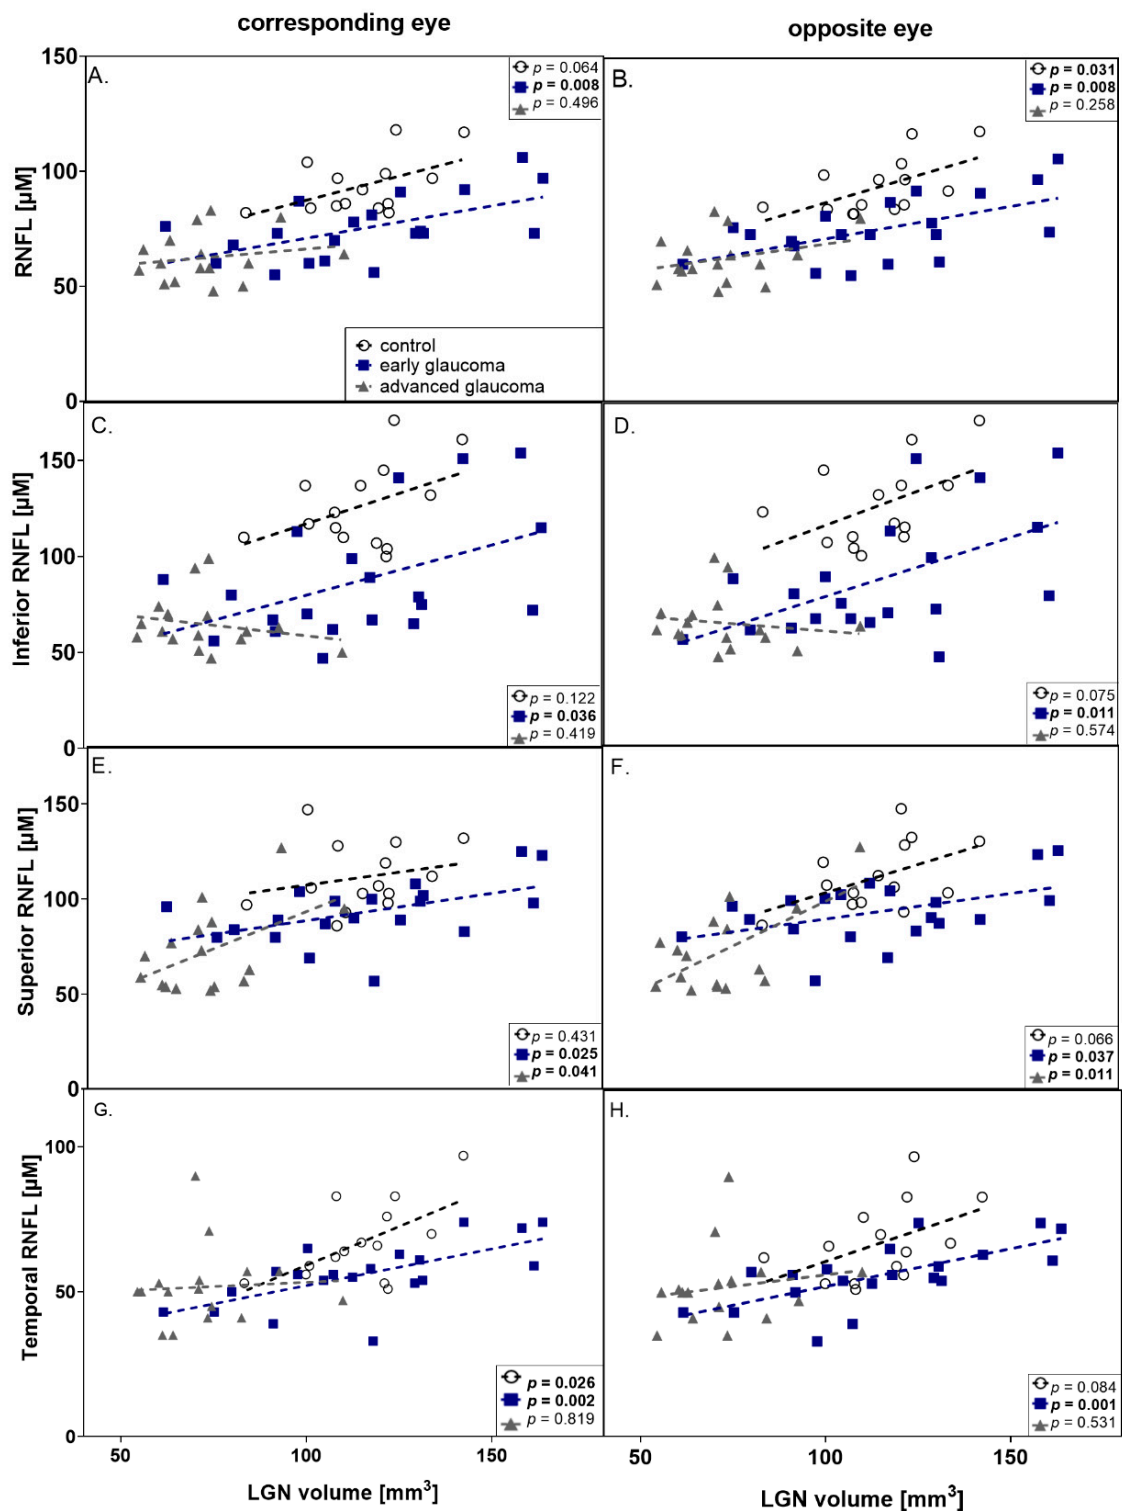 corresponding eye
opposite eye
RNFL [µM]
150
100
50
0
A.
p = 0.064
p = 0.008
p = 0.496
control
early glaucoma
advanced glaucoma
B.
p = 0.031
p = 0.008
p = 0.258
Inferior RNFL [µM]
150
100
50
0
C.
p = 0.122
p = 0.036
p = 0.419
D.
p = 0.075
p = 0.011
p = 0.574
Superior RNFL [µM]
150
100
50
0
E.
p = 0.431
p = 0.025
p = 0.041
F.
p = 0.066
p = 0.037
p = 0.011
Temporal RNFL [µM]
100
50
0
G.
p = 0.026
p = 0.002
p = 0.819
H.
p = 0.084
p = 0.001
p = 0.531
50 100 150
50 100 150
LGN volume [mm³]
LGN volume [mm³]